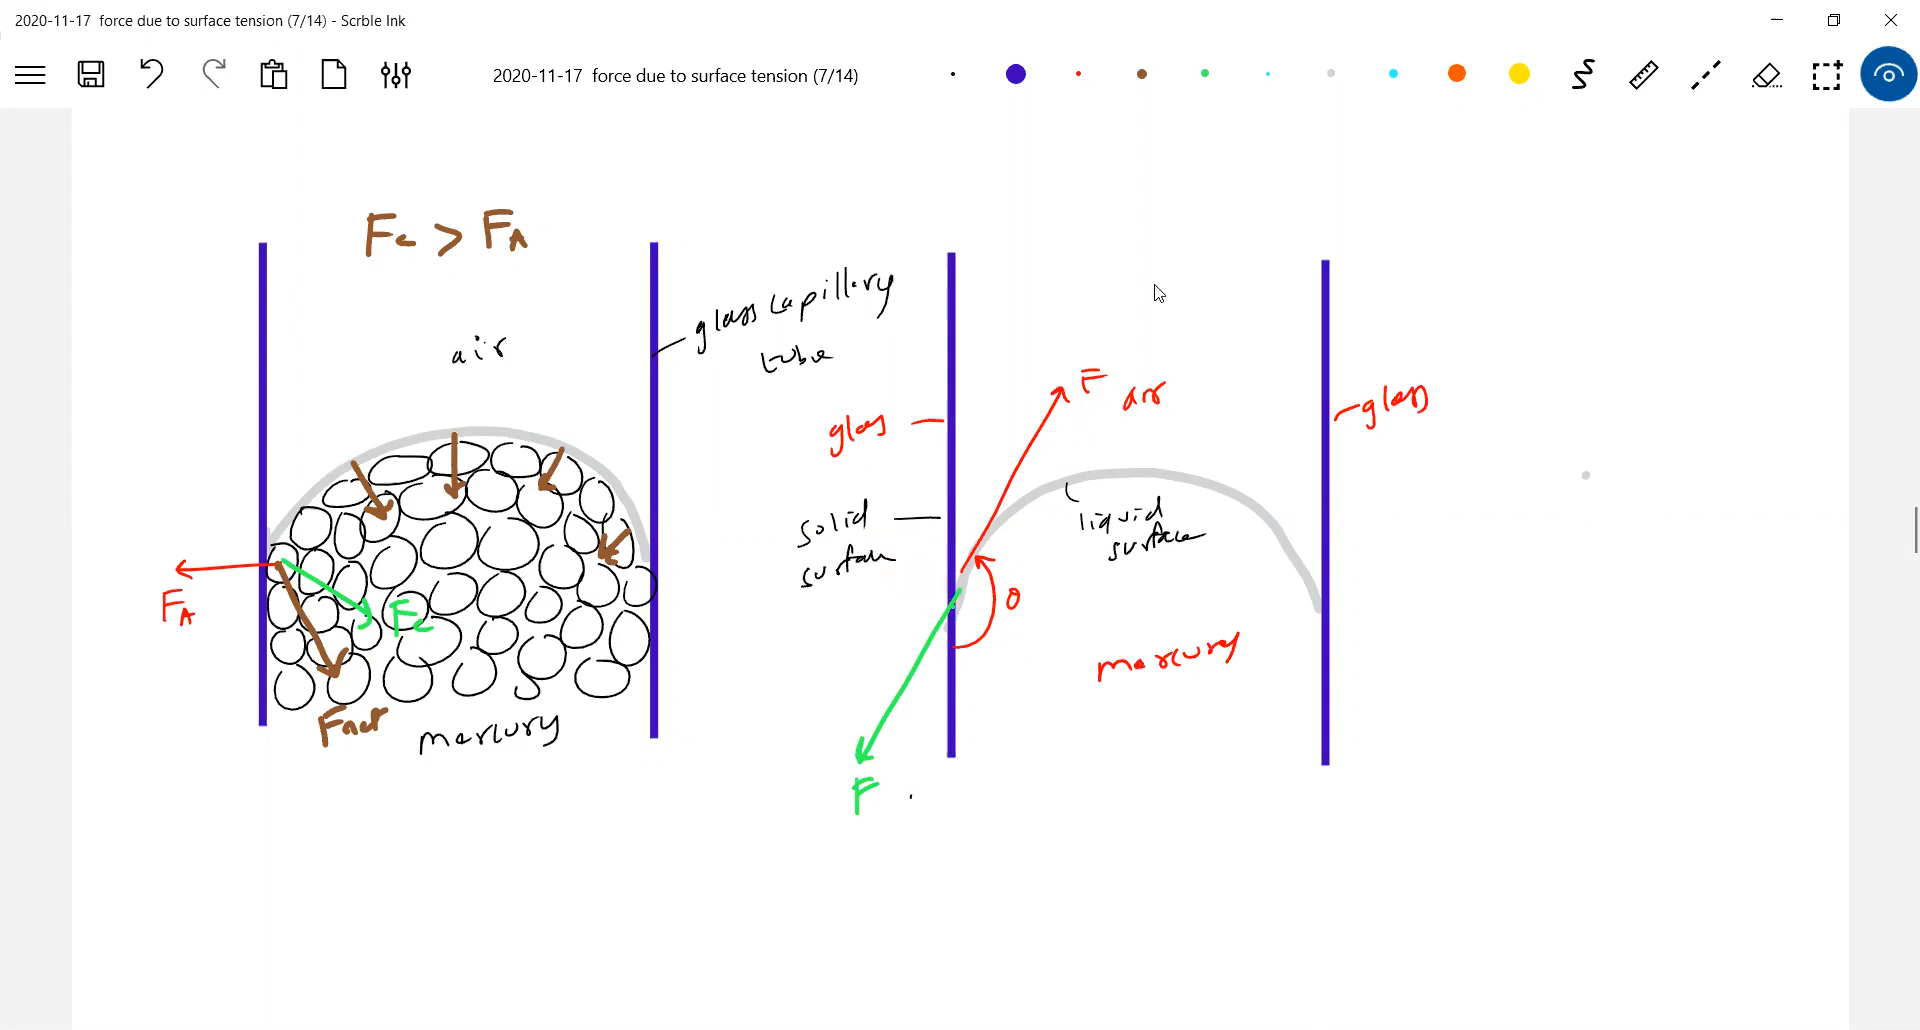 2020-11-17 force due to surface tension (7/14) - Scrble Ink
2020-11-17 force due to surface tension (7/14)
Fc > FA
air
glass capillary
tube
FA
Fc
Fnet
mercury
F
air
glass
glass
solid
surface
liquid
surface
θ
mercury
F